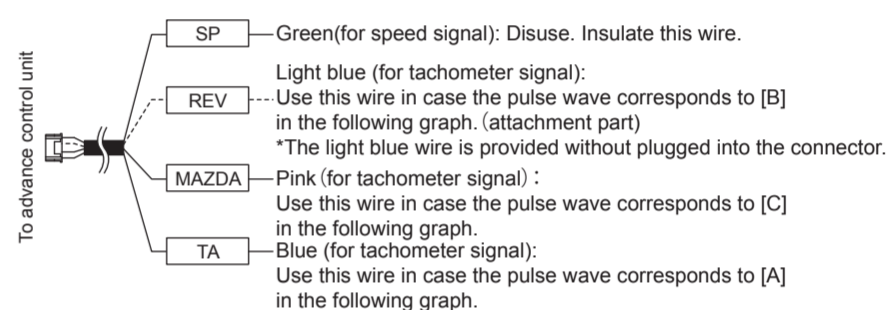 To advance control unit
SP
Green(for speed signal): Disuse. Insulate this wire.
REV
Light blue (for tachometer signal):
Use this wire in case the pulse wave corresponds to [B]
in the following graph. (attachment part)
*The light blue wire is provided without plugged into the connector.
MAZDA
Pink (for tachometer signal) :
Use this wire in case the pulse wave corresponds to [C]
in the following graph.
TA
Blue (for tachometer signal):
Use this wire in case the pulse wave corresponds to [A]
in the following graph.